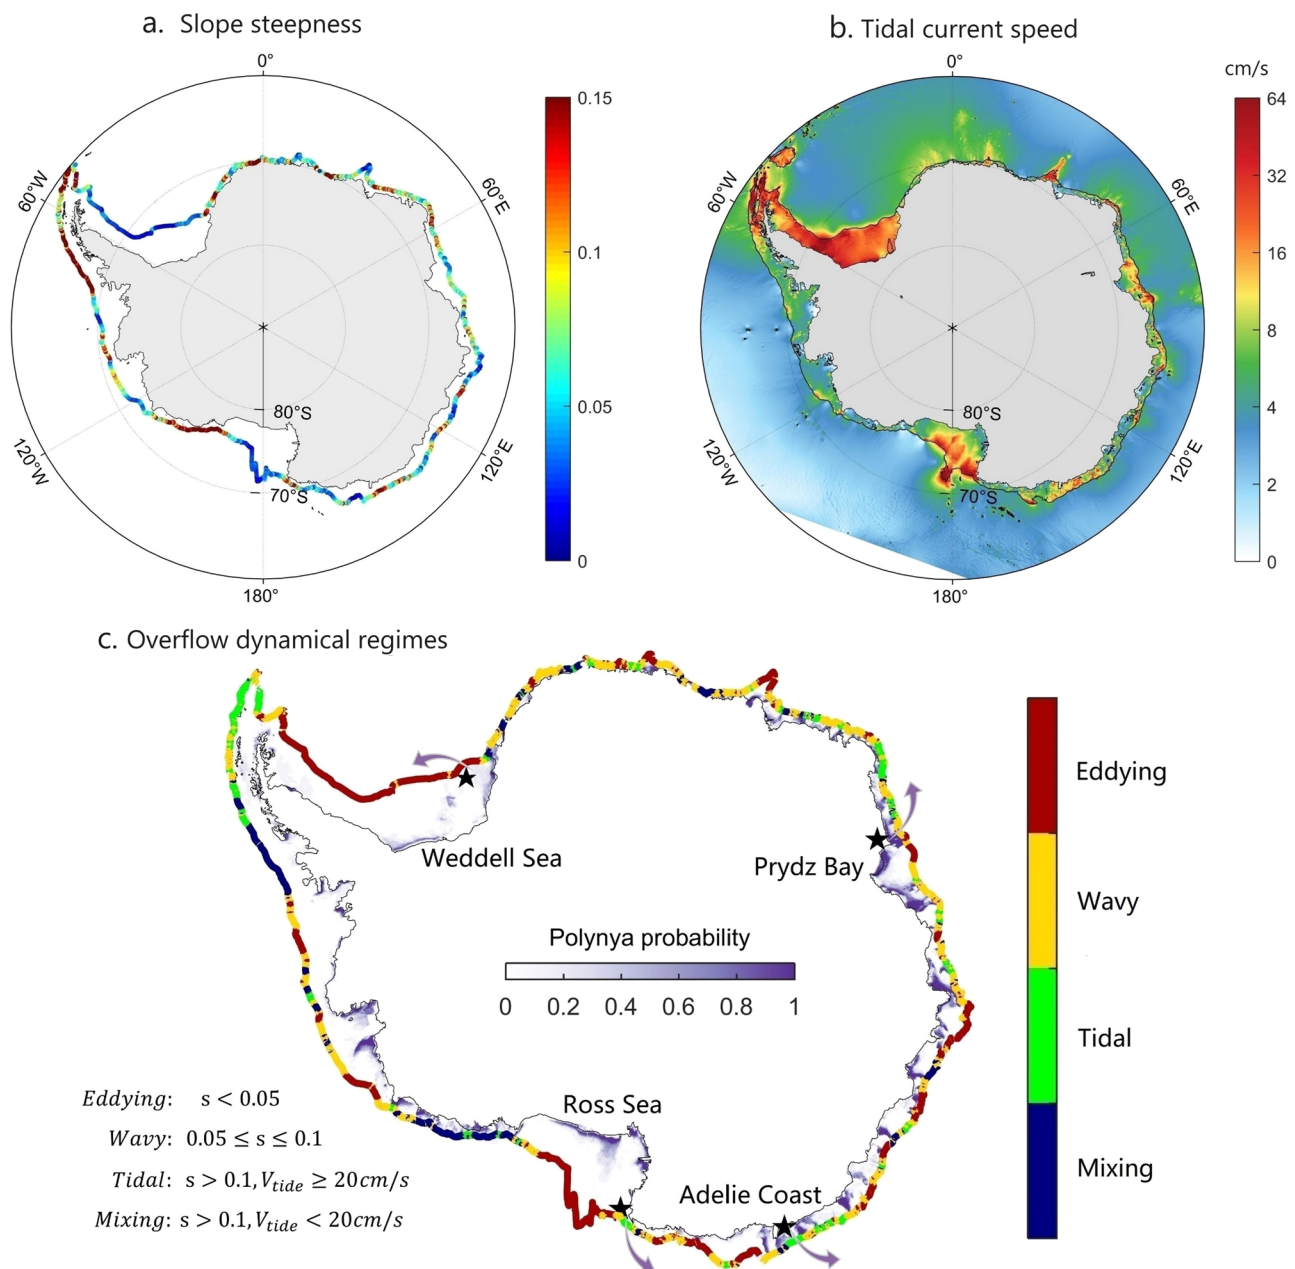 a. Slope steepness
0°
60°W
60°E
120°W
120°E
80°S
70°S
180°
0.15
0.1
0.05
0
b. Tidal current speed
cm/s
0°
60°W
60°E
120°W
120°E
80°S
70°S
180°
64
32
16
8
4
2
0
c. Overflow dynamical regimes
Weddell Sea
Prydz Bay
Polynya probability
0 0.2 0.4 0.6 0.8 1
Ross Sea
Adelie Coast
Eddying
Wavy
Tidal
Mixing
Eddying: s < 0.05
Wavy: 0.05 ≤ s ≤ 0.1
Tidal: s > 0.1, V_tide ≥ 20cm/s
Mixing: s > 0.1, V_tide < 20cm/s